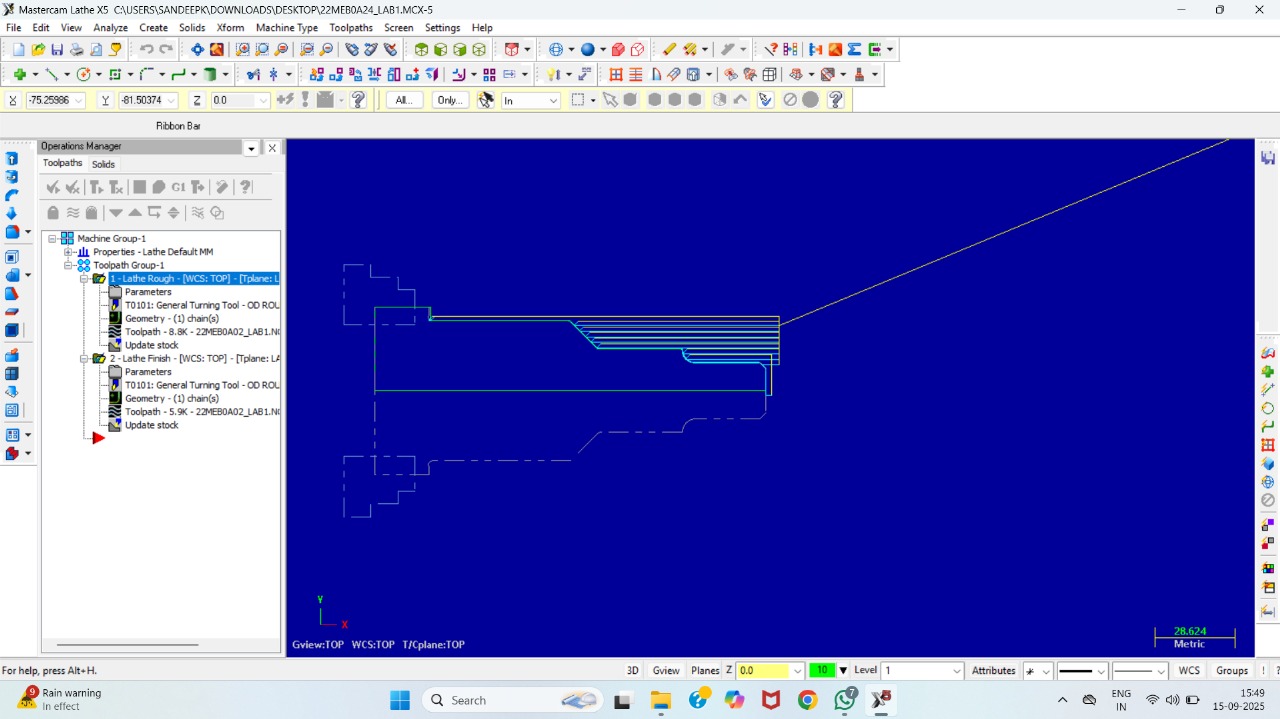 Mastercam Lathe X5 C:\USERS\SANDEEPK\DOWNLOADS\DESKTOP\22MEB0A24_LAB1.MCX-5
File Edit View Analyze Create Solids Xform Machine Type Toolpaths Screen Settings Help
X -75.25986 Y -81.50374 Z 0.0 All... Only... In
Ribbon Bar
Operations Manager
Toolpaths Solids
G1
Machine Group-1
Properties - Lathe Default MM
Toolpath Group-1
1 - Lathe Rough - [WCS: TOP] - [Tplane: L
Parameters
T0101: General Turning Tool - OD ROU
Geometry - (1) chain(s)
Toolpath - 8.8K - 22MEB0A02_LAB1.NC
Update stock
2 - Lathe Finish - [WCS: TOP] - [Tplane: LA
Parameters
T0101: General Turning Tool - OD ROU
Geometry - (1) chain(s)
Toolpath - 5.9K - 22MEB0A02_LAB1.NC
Update stock
Y
X
Gview:TOP WCS:TOP T/Cplane:TOP
28.624
Metric
For help, press Alt+H.
3D Gview Planes Z 0.0 10 Level 1 Attributes WCS Groups ! ?
9 Rain warning
In effect
Search
7
ENG
IN
15:49
15-09-2025